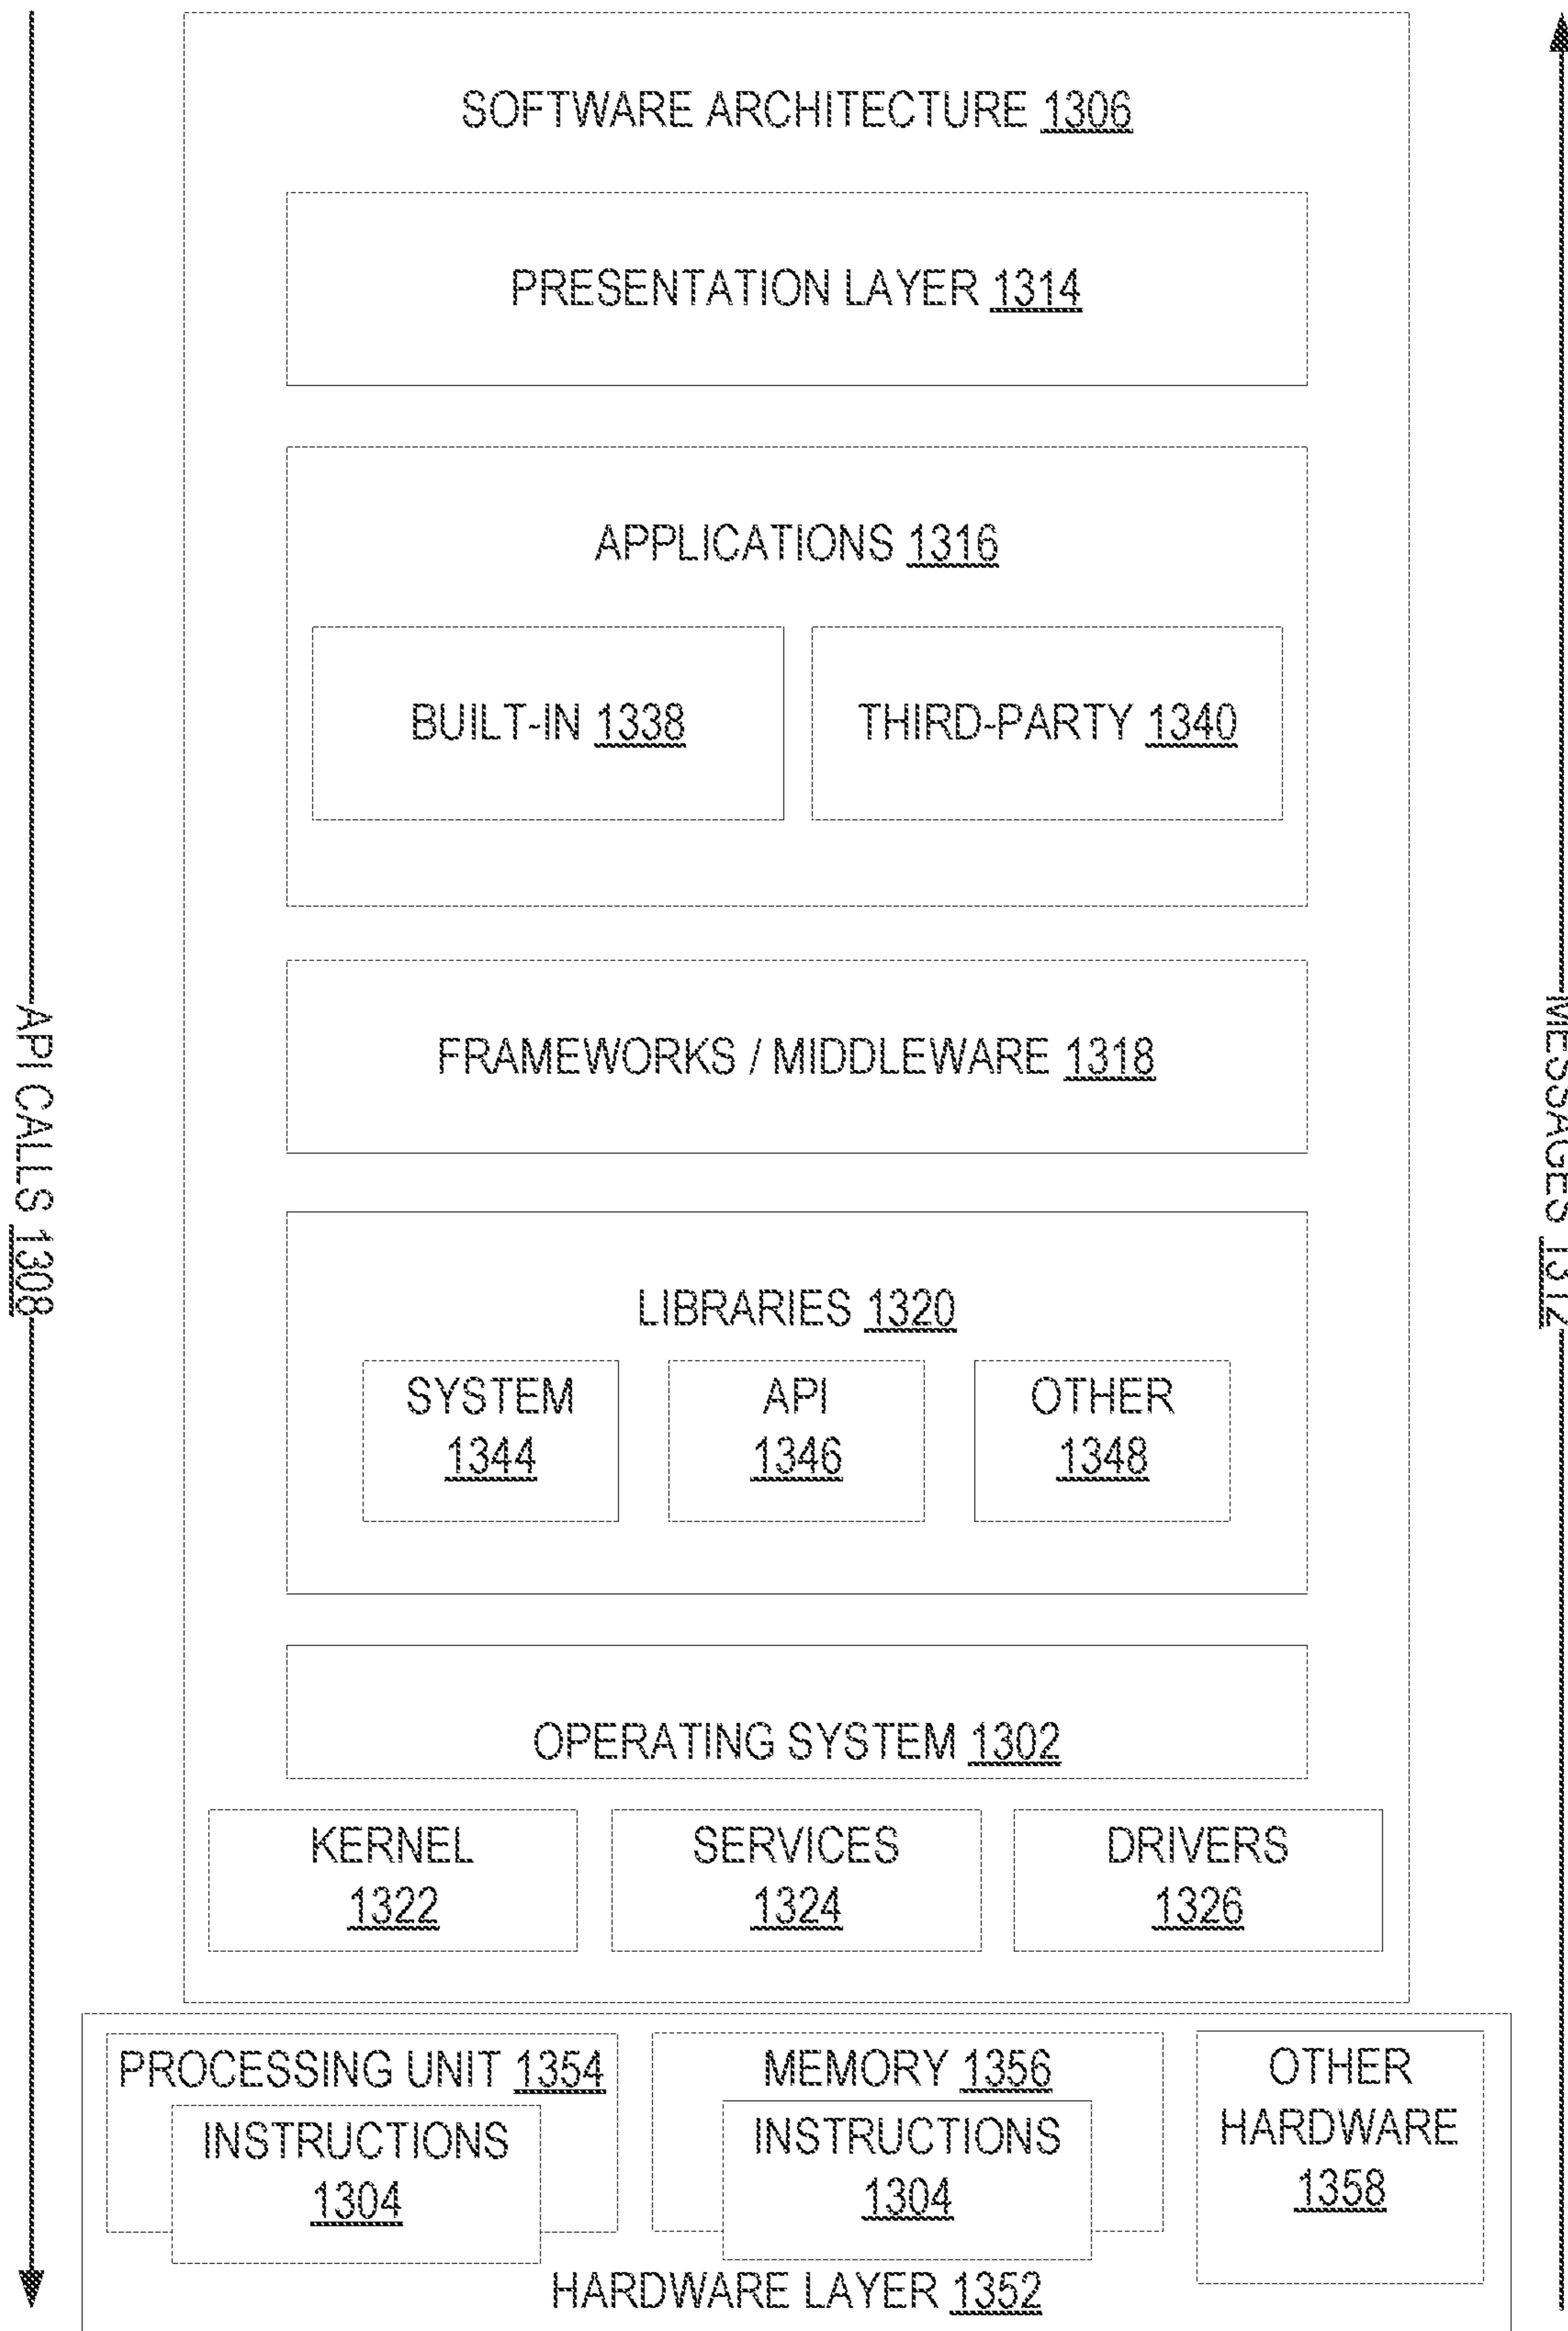 SOFTWARE ARCHITECTURE 1306
PRESENTATION LAYER 1314
APPLICATIONS 1316
BUILT-IN 1338
THIRD-PARTY 1340
FRAMEWORKS / MIDDLEWARE 1318
LIBRARIES 1320
SYSTEM
1344
API
1346
OTHER
1348
OPERATING SYSTEM 1302
KERNEL
1322
SERVICES
1324
DRIVERS
1326
PROCESSING UNIT 1354
INSTRUCTIONS
1304
MEMORY 1356
INSTRUCTIONS
1304
OTHER
HARDWARE
1358
HARDWARE LAYER 1352
API CALLS 1308
MESSAGES 1312